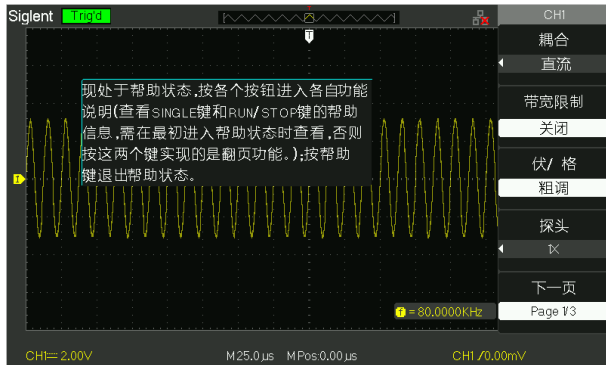 Siglent Trig'd CH1
T
耦合
直流
现处于帮助状态,按各个按钮进入各自功能
说明(查看SINGLE键和RUN/STOP键的帮助
信息,需在最初进入帮助状态时查看,否则
按这两个键实现的是翻页功能。);按帮助
键退出帮助状态。
带宽限制
关闭
伏/格
粗调
探头
1X
下一页
Page 1/3
f = 80.0000KHz
CH1 2.00V M25.0µs MPos:0.00µs CH1 /0.00mV